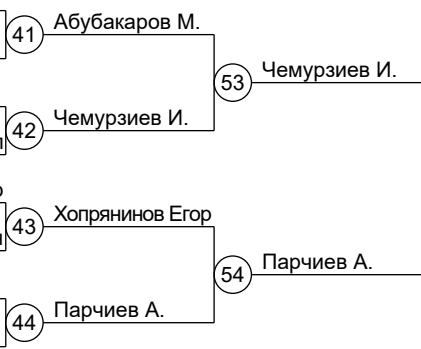 41 Абубакаров М.
53 Чемурзиев И.
42 Чемурзиев И.
43 Хопрянинов Егор
54 Парчиев А.
44 Парчиев А.